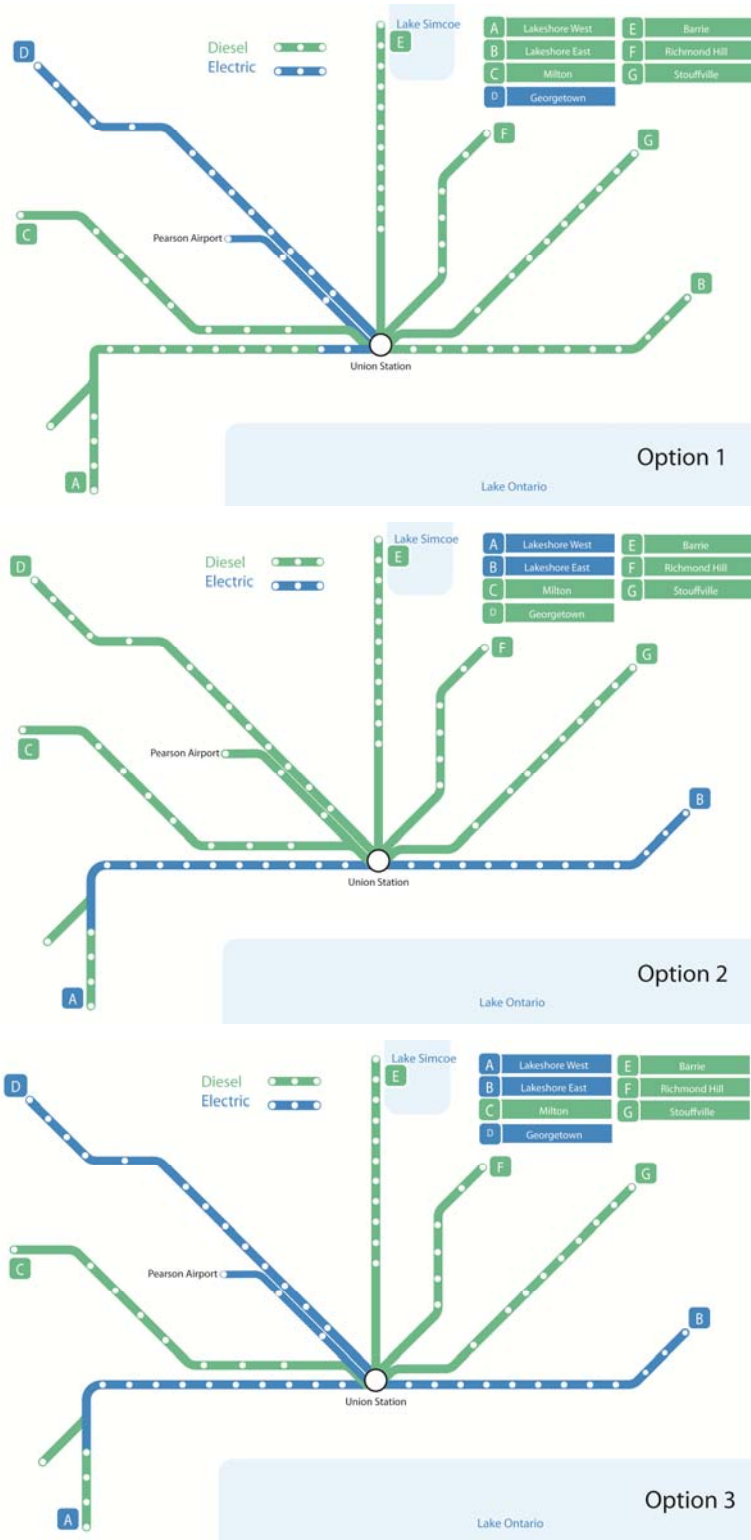 Lake Simcoe
Diesel
Electric
D
E
A Lakeshore West
B Lakeshore East
C Milton
D Georgetown
E Barrie
F Richmond Hill
G Stouffville
F
G
C
Pearson Airport
B
Union Station
A
Option 1
Lake Ontario
Lake Simcoe
Diesel
Electric
D
E
A Lakeshore West
B Lakeshore East
C Milton
D Georgetown
E Barrie
F Richmond Hill
G Stouffville
F
G
C
Pearson Airport
B
Union Station
A
Option 2
Lake Ontario
Lake Simcoe
Diesel
Electric
D
E
A Lakeshore West
B Lakeshore East
C Milton
D Georgetown
E Barrie
F Richmond Hill
G Stouffville
F
G
C
Pearson Airport
B
Union Station
A
Option 3
Lake Ontario